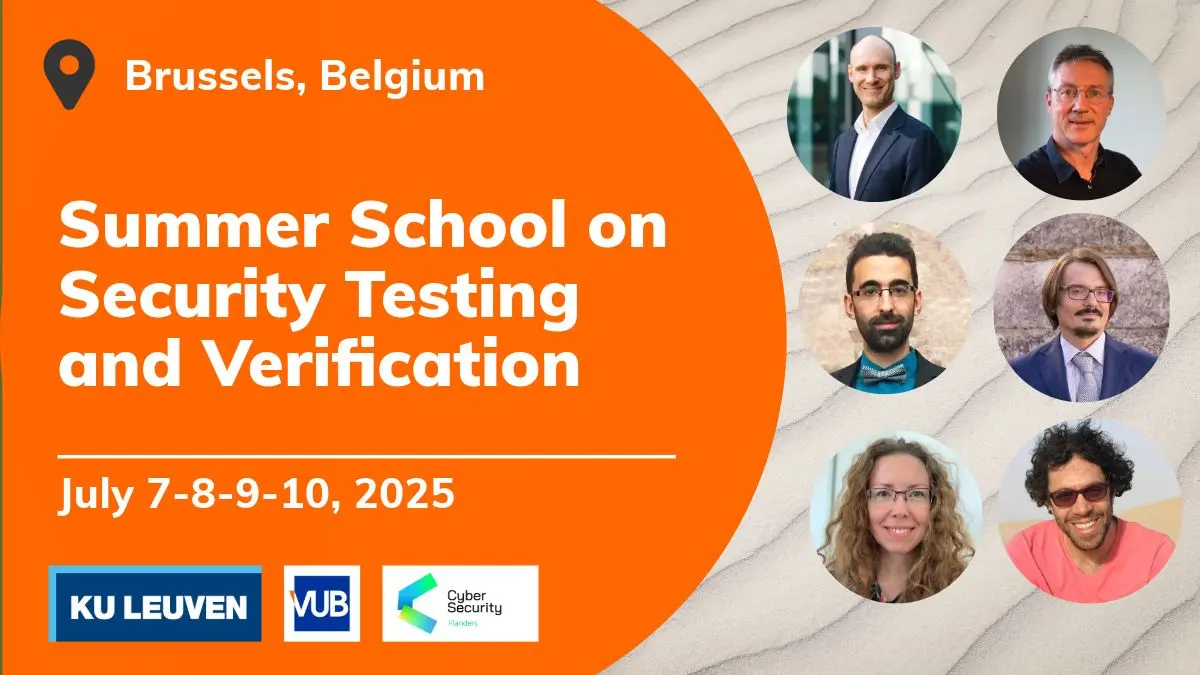 Brussels, Belgium
Summer School on
Security Testing
and Verification
July 7-8-9-10, 2025
KU LEUVEN
VUB
Cyber
Security
Flanders